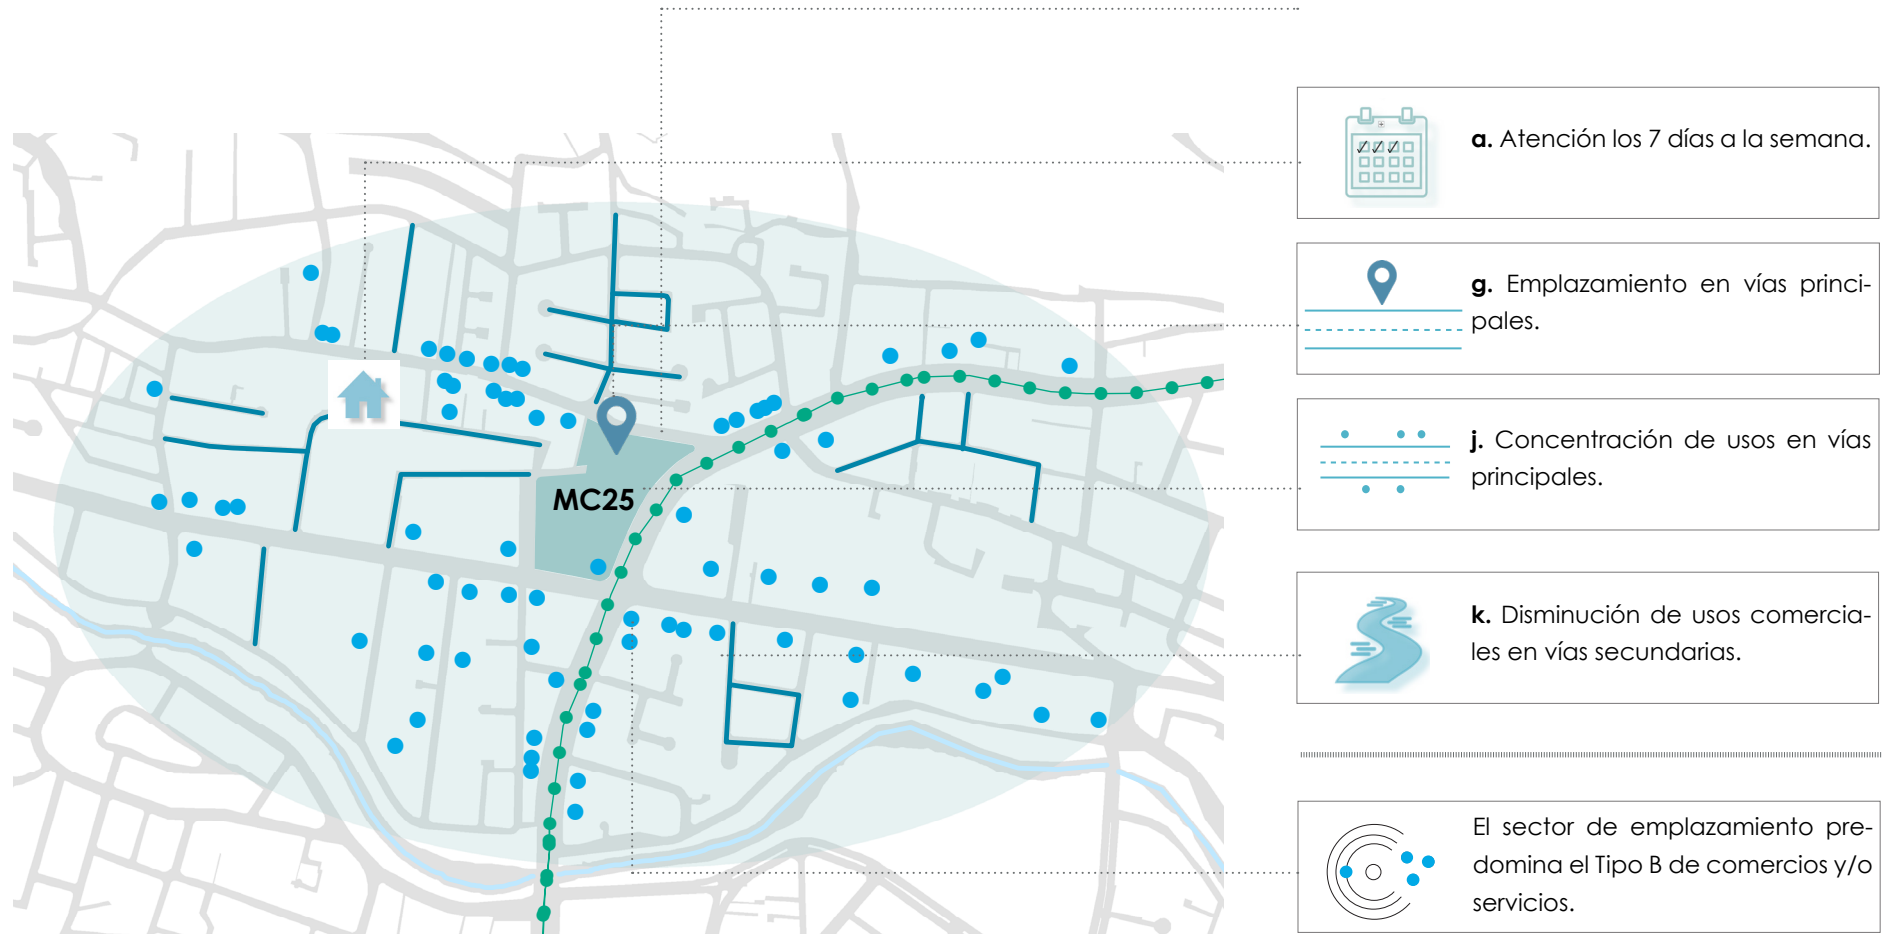 MC25
a. Atención los 7 días a la semana.
g. Emplazamiento en vías princi-
pales.
j. Concentración de usos en vías
principales.
k. Disminución de usos comercia-
les en vías secundarias.
El sector de emplazamiento pre-
domina el Tipo B de comercios y/o
servicios.